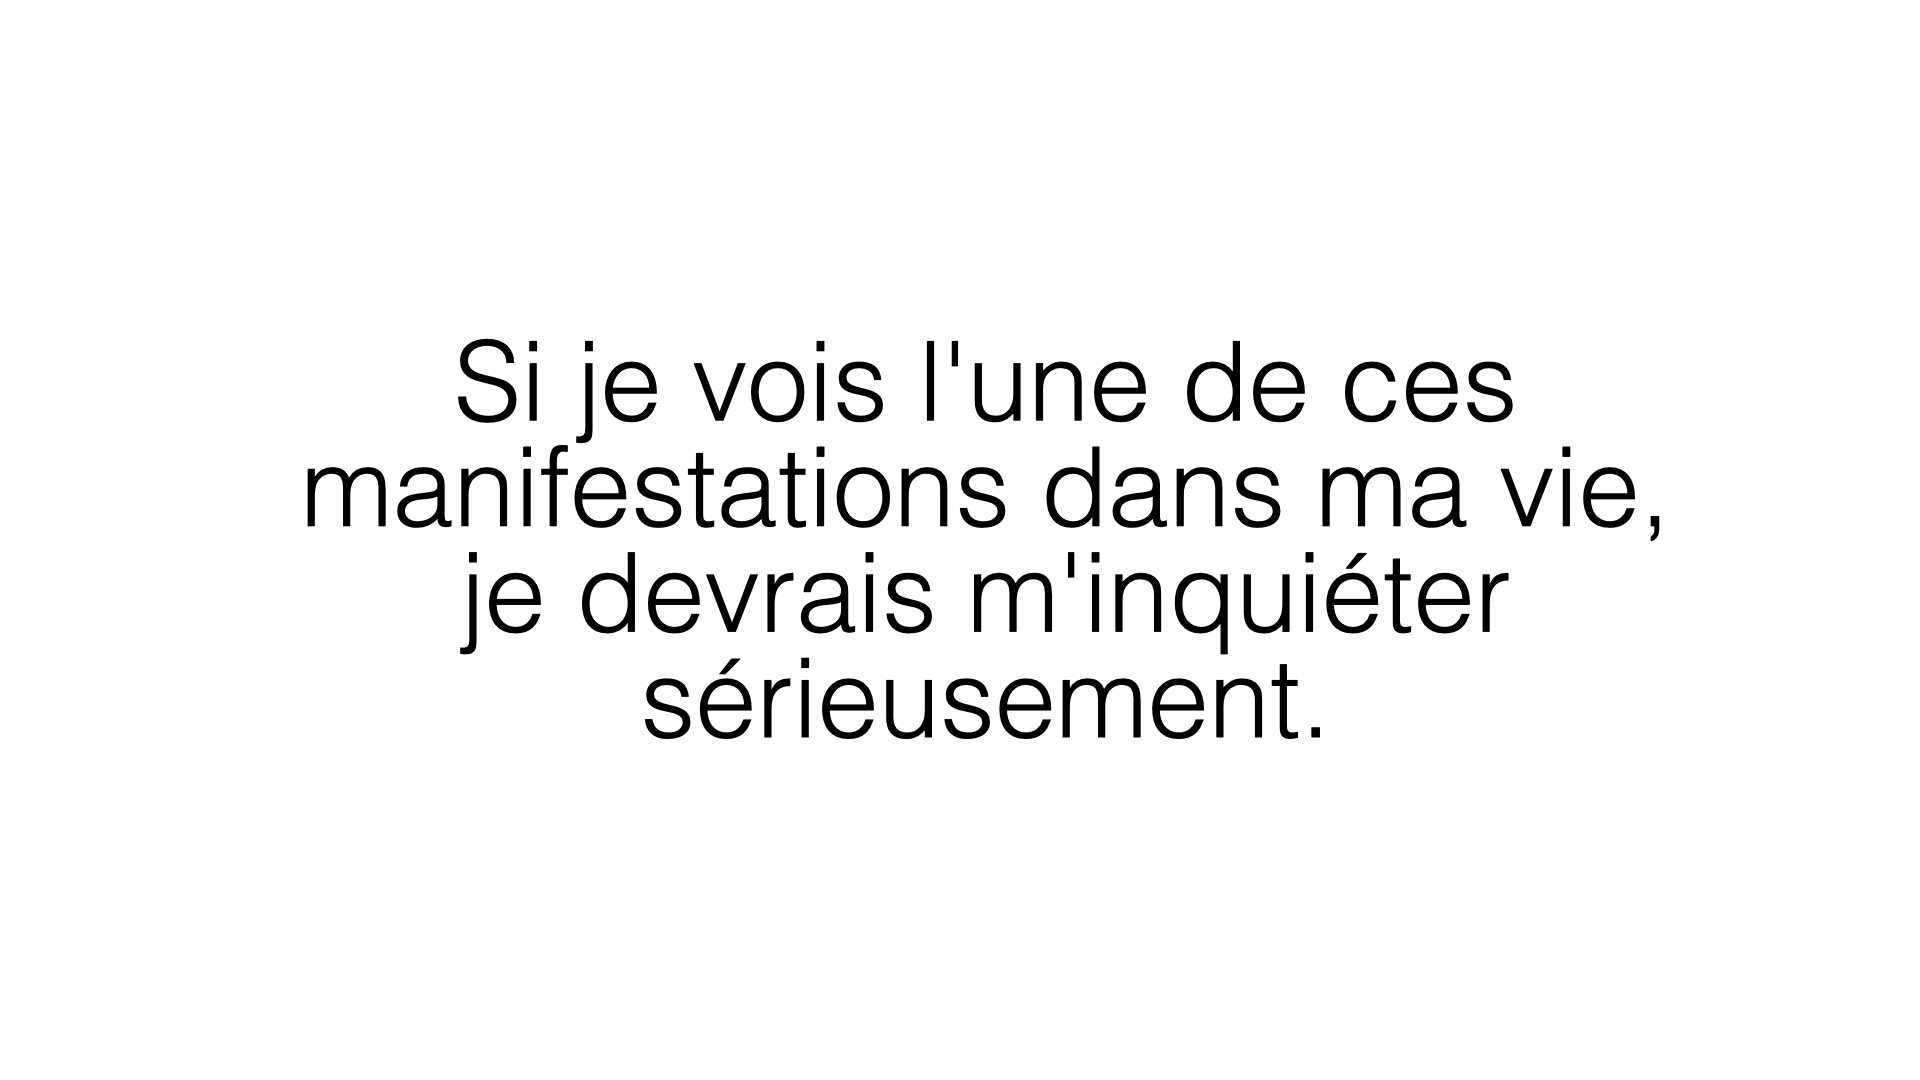 Si je vois l'une de ces
manifestations dans ma vie,
je devrais m'inquiéter
sérieusement.